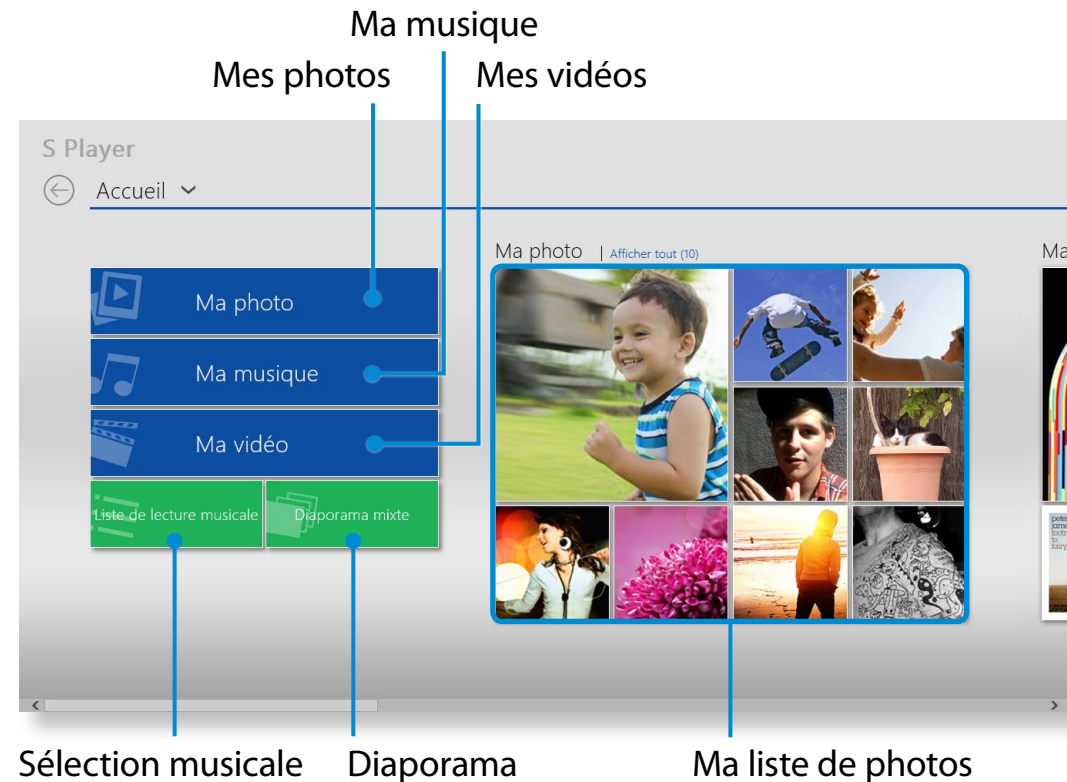 Ma musique
Mes photos
Mes vidéos
S Player
Accueil
Ma photo | Afficher tout (10)
Ma
Ma photo
Ma musique
Ma vidéo
Liste de lecture musicale
Diaporama mixte
Sélection musicale
Diaporama
Ma liste de photos